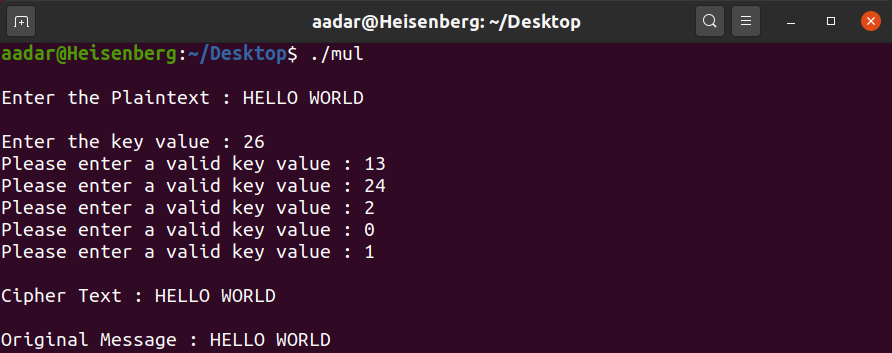 aadar@Heisenberg: ~/Desktop
aadar@Heisenberg:~/Desktop$ ./mul
Enter the Plaintext : HELLO WORLD
Enter the key value : 26
Please enter a valid key value : 13
Please enter a valid key value : 24
Please enter a valid key value : 2
Please enter a valid key value : 0
Please enter a valid key value : 1
Cipher Text : HELLO WORLD
Original Message : HELLO WORLD